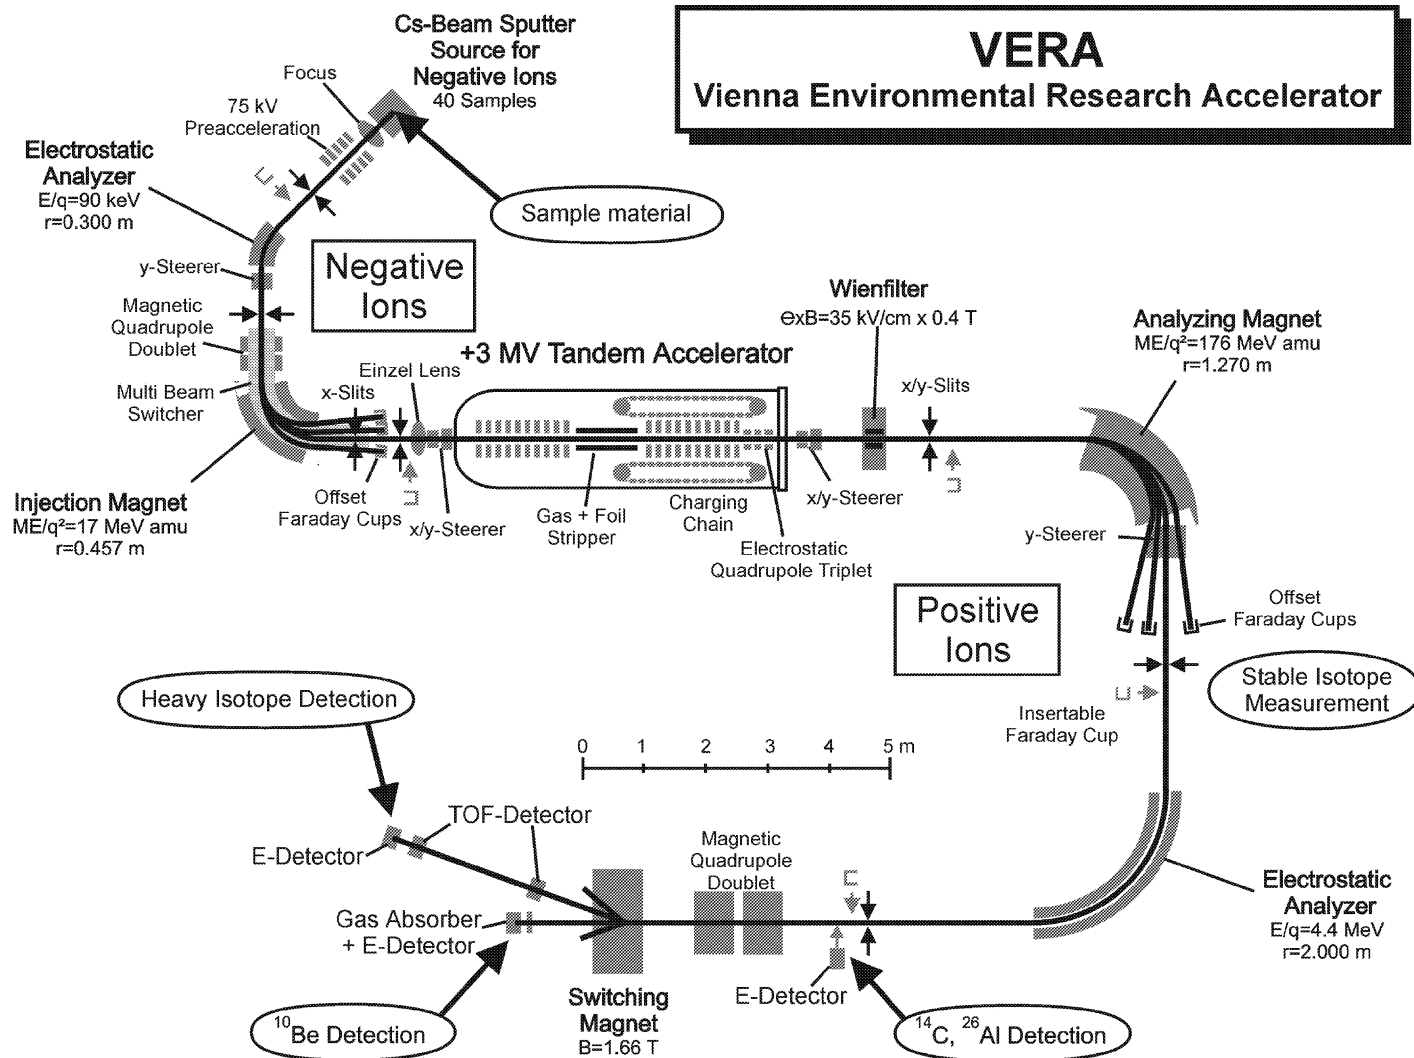 Cs-Beam Sputter
Source for
Negative Ions
40 Samples
VERA
Vienna Environmental Research Accelerator
Focus
75 kV
Preacceleration
Electrostatic
Analyzer
E/q=90 keV
r=0.300 m
Sample material
y-Steerer
Negative
Ions
Magnetic
Quadrupole
Doublet
Multi Beam
Switcher
Injection Magnet
ME/q²=17 MeV amu
r=0.457 m
x-Slits
Einzel Lens
+3 MV Tandem Accelerator
Offset
Faraday Cups
x/y-Steerer
Gas + Foil
Stripper
Charging
Chain
Electrostatic
Quadrupole Triplet
x/y-Steerer
Wienfilter
ЄxB=35 kV/cm x 0.4 T
x/y-Slits
Analyzing Magnet
ME/q²=176 MeV amu
r=1.270 m
y-Steerer
Positive
Ions
Offset
Faraday Cups
Stable Isotope
Measurement
Insertable
Faraday Cup
Heavy Isotope Detection
0 1 2 3 4 5 m
TOF-Detector
E-Detector
Magnetic
Quadrupole
Doublet
Gas Absorber
+ E-Detector
Electrostatic
Analyzer
E/q=4.4 MeV
r=2.000 m
E-Detector
Switching
Magnet
B=1.66 T
¹⁰Be Detection
¹⁴C, ²⁶Al Detection